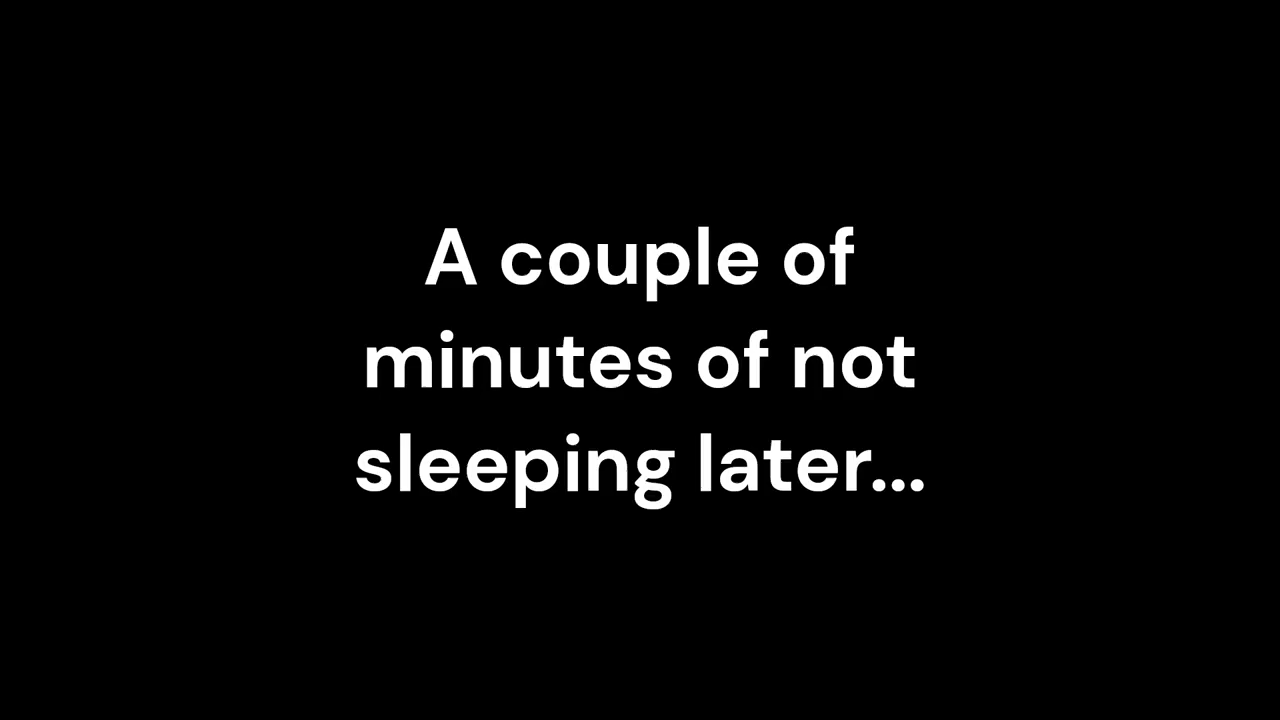 A couple of
minutes of not
sleeping later...